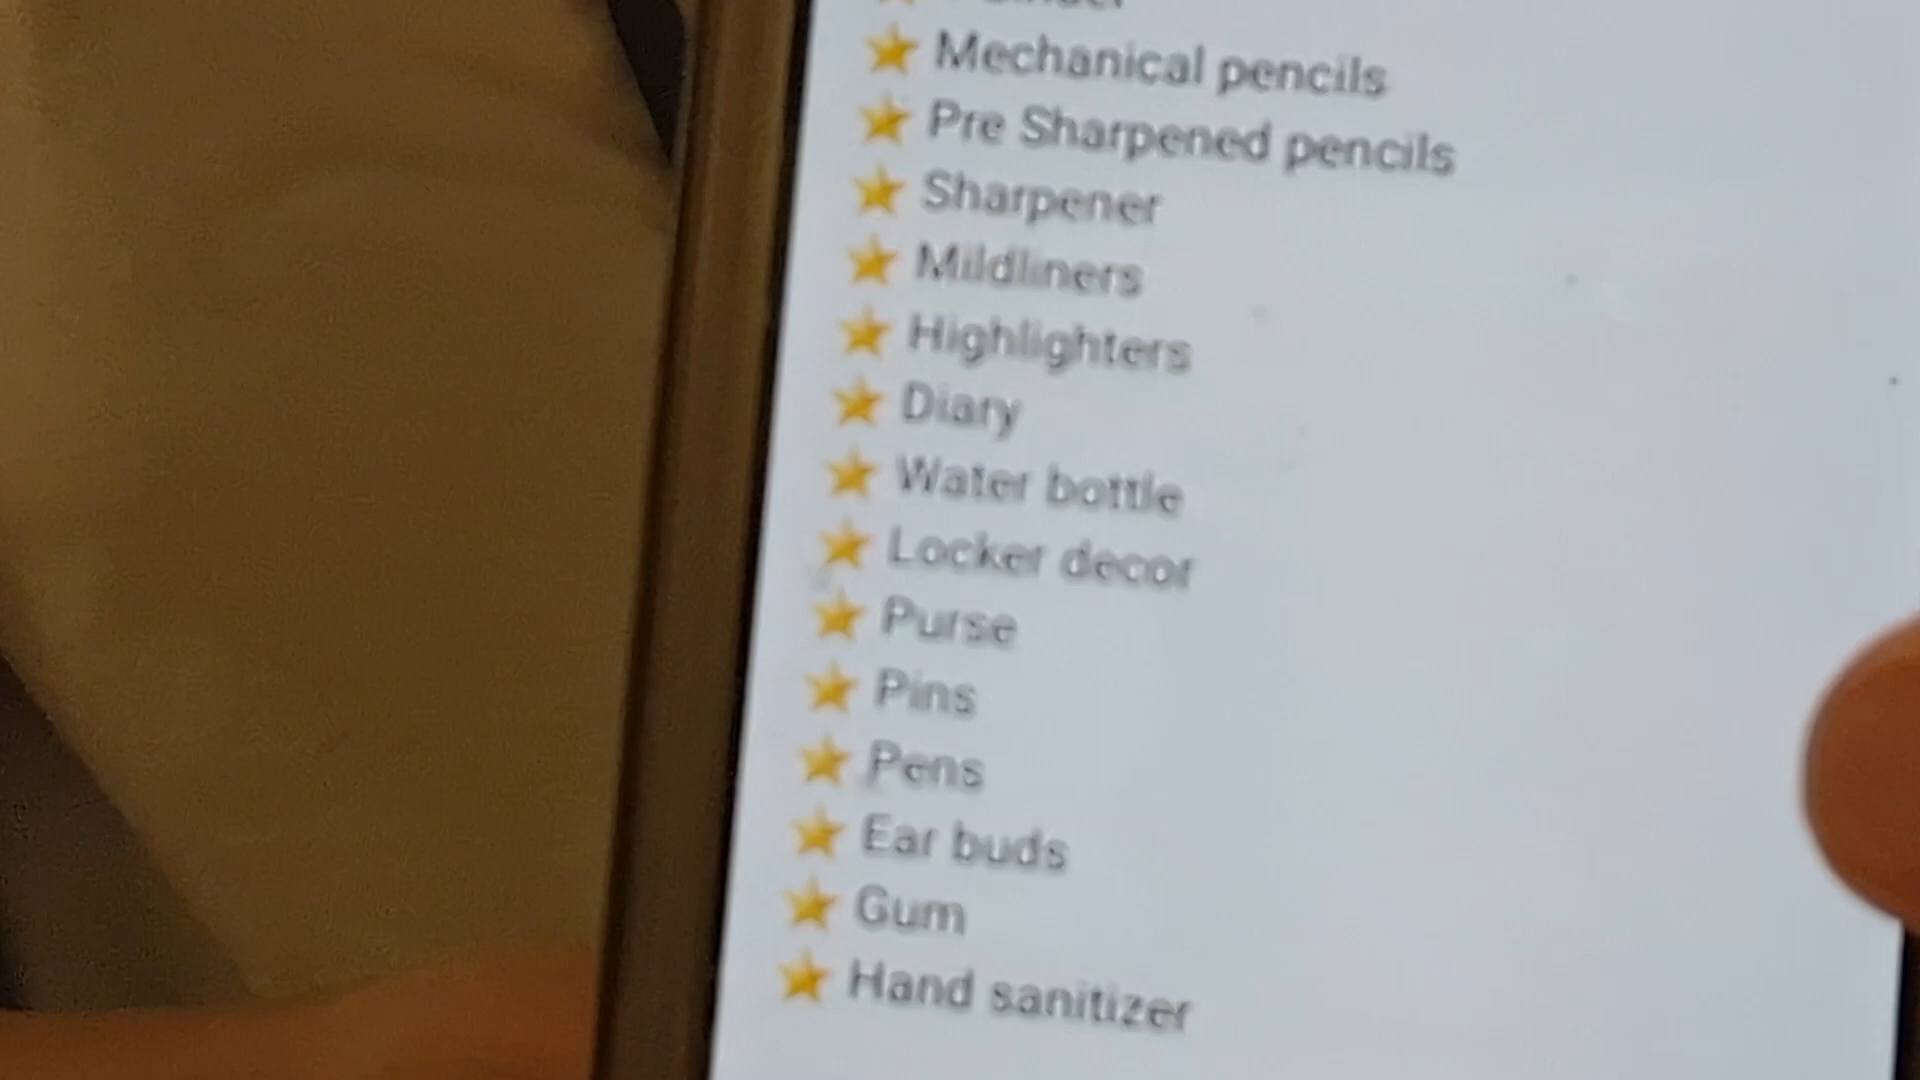 ⭐ Mechanical pencils
⭐ Pre Sharpened pencils
⭐ Sharpener
⭐ Mildliners
⭐ Highlighters
⭐ Diary
⭐ Water bottle
⭐ Locker decor
⭐ Purse
⭐ Pins
⭐ Pens
⭐ Ear buds
⭐ Gum
⭐ Hand sanitizer